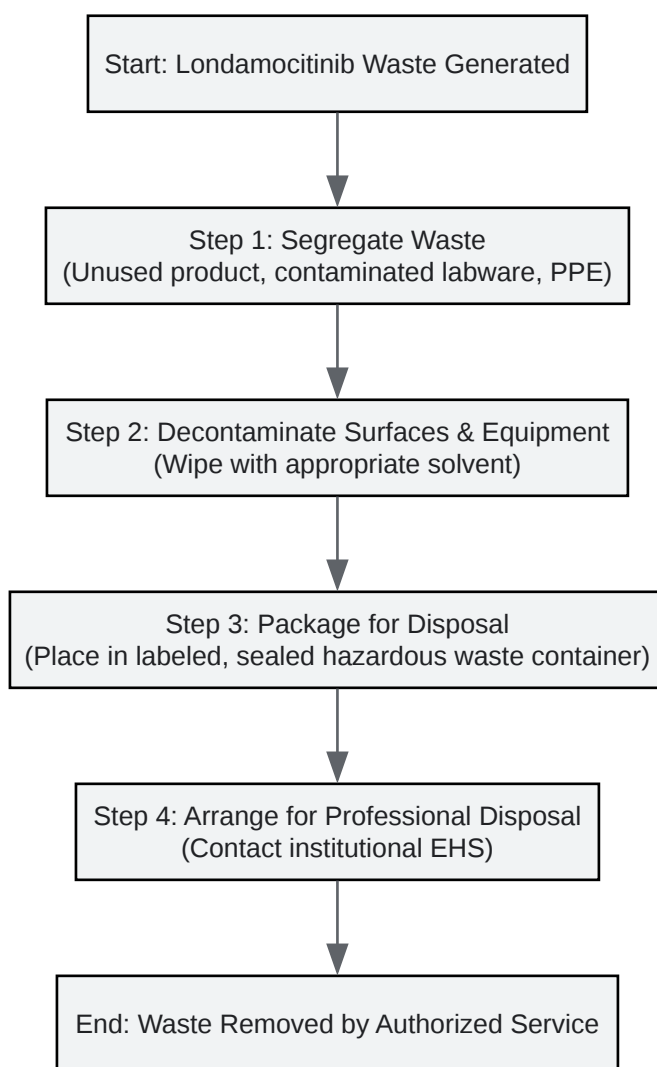 Start: Londamocitinib Waste Generated
Step 1: Segregate Waste
(Unused product, contaminated labware, PPE)
Step 2: Decontaminate Surfaces & Equipment
(Wipe with appropriate solvent)
Step 3: Package for Disposal
(Place in labeled, sealed hazardous waste container)
Step 4: Arrange for Professional Disposal
(Contact institutional EHS)
End: Waste Removed by Authorized Service